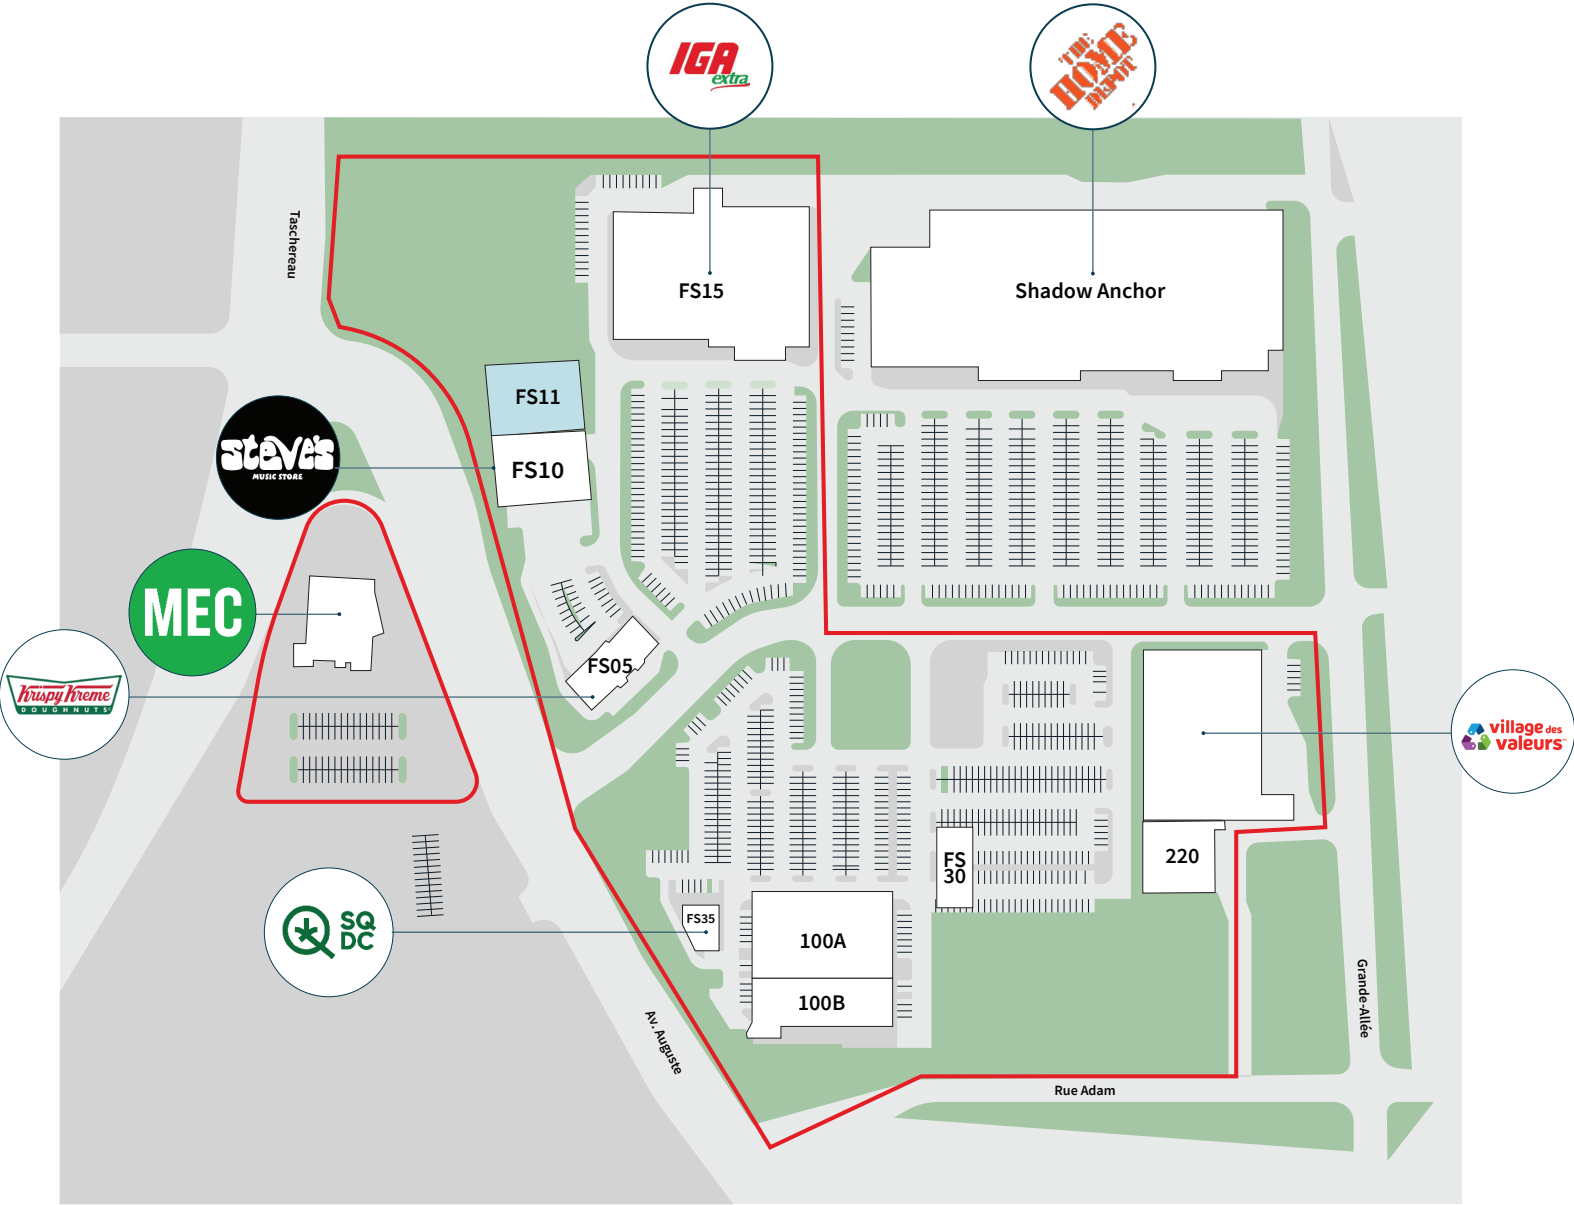 IGA
extra
THE
HOME
DEPOT
Taschereau
FS15
Shadow Anchor
FS11
steve's
MUSIC STORE
FS10
MEC
FS05
Krispy Kreme
DOUGHNUTS
village des
valeurs
FS
30
220
FS35
SQ
DC
100A
100B
Grande-Allée
Av. Auguste
Rue Adam